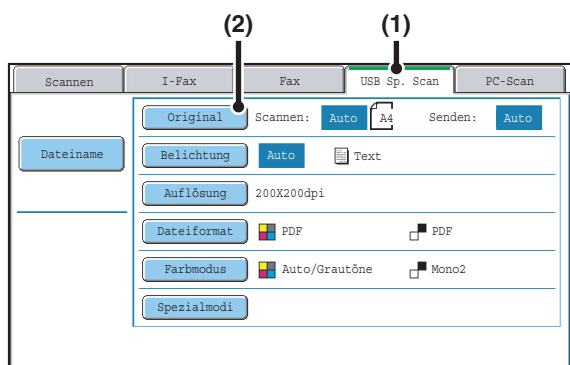 (2) (1)
Scannen I-Fax Fax USB Sp. Scan PC-Scan
Original Scannen: Auto A4 Senden: Auto
Dateiname Belichtung Auto Text
Auflösung 200X200dpi
Dateiformat PDF PDF
Farbmodus Auto/Grautône Mono2
Spezialmodi